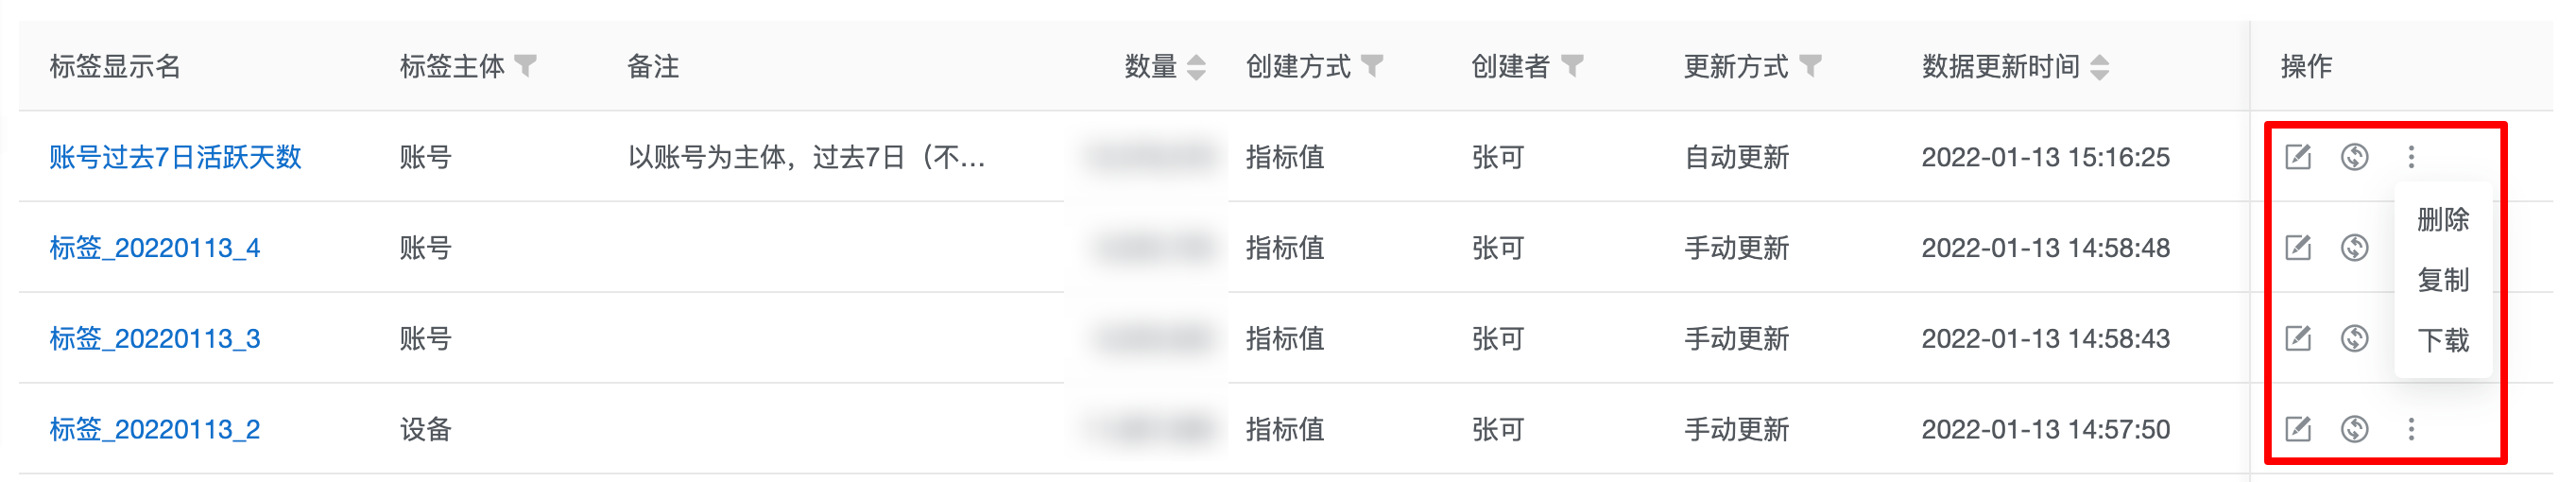 标签显示名 标签主体 备注 数量 创建方式 创建者 更新方式 数据更新时间 操作
账号过去7日活跃天数 账号 以账号为主体，过去7日（不... 指标值 张可 自动更新 2022-01-13 15:16:25
标签_20220113_4 账号 指标值 张可 手动更新 2022-01-13 14:58:48
标签_20220113_3 账号 指标值 张可 手动更新 2022-01-13 14:58:43
标签_20220113_2 设备 指标值 张可 手动更新 2022-01-13 14:57:50
删除
复制
下载